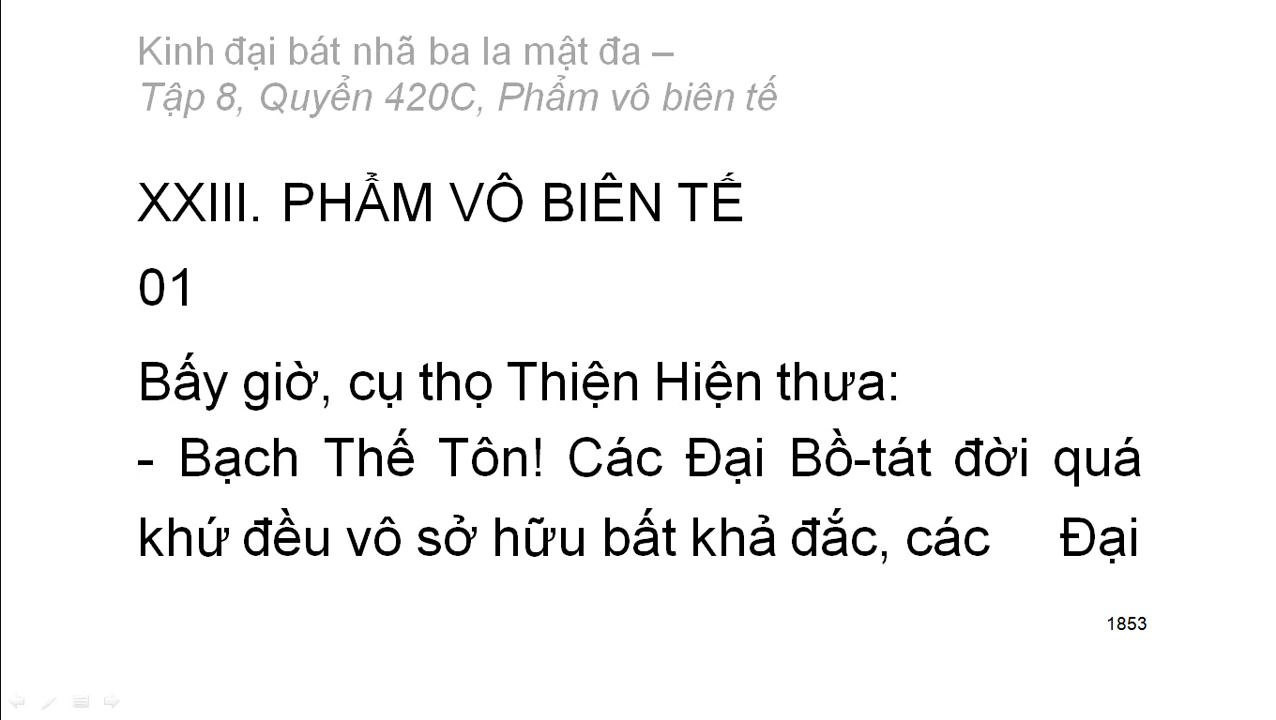 Kinh đại bát nhã ba la mật đa –
Tập 8, Quyển 420C, Phẩm vô biên tế
XXIII. PHẨM VÔ BIÊN TẾ
01
Bấy giờ, cụ thọ Thiện Hiện thưa:
- Bạch Thế Tôn! Các Đại Bồ-tát đời quá
khứ đều vô sở hữu bất khả đắc, các Đại
1853